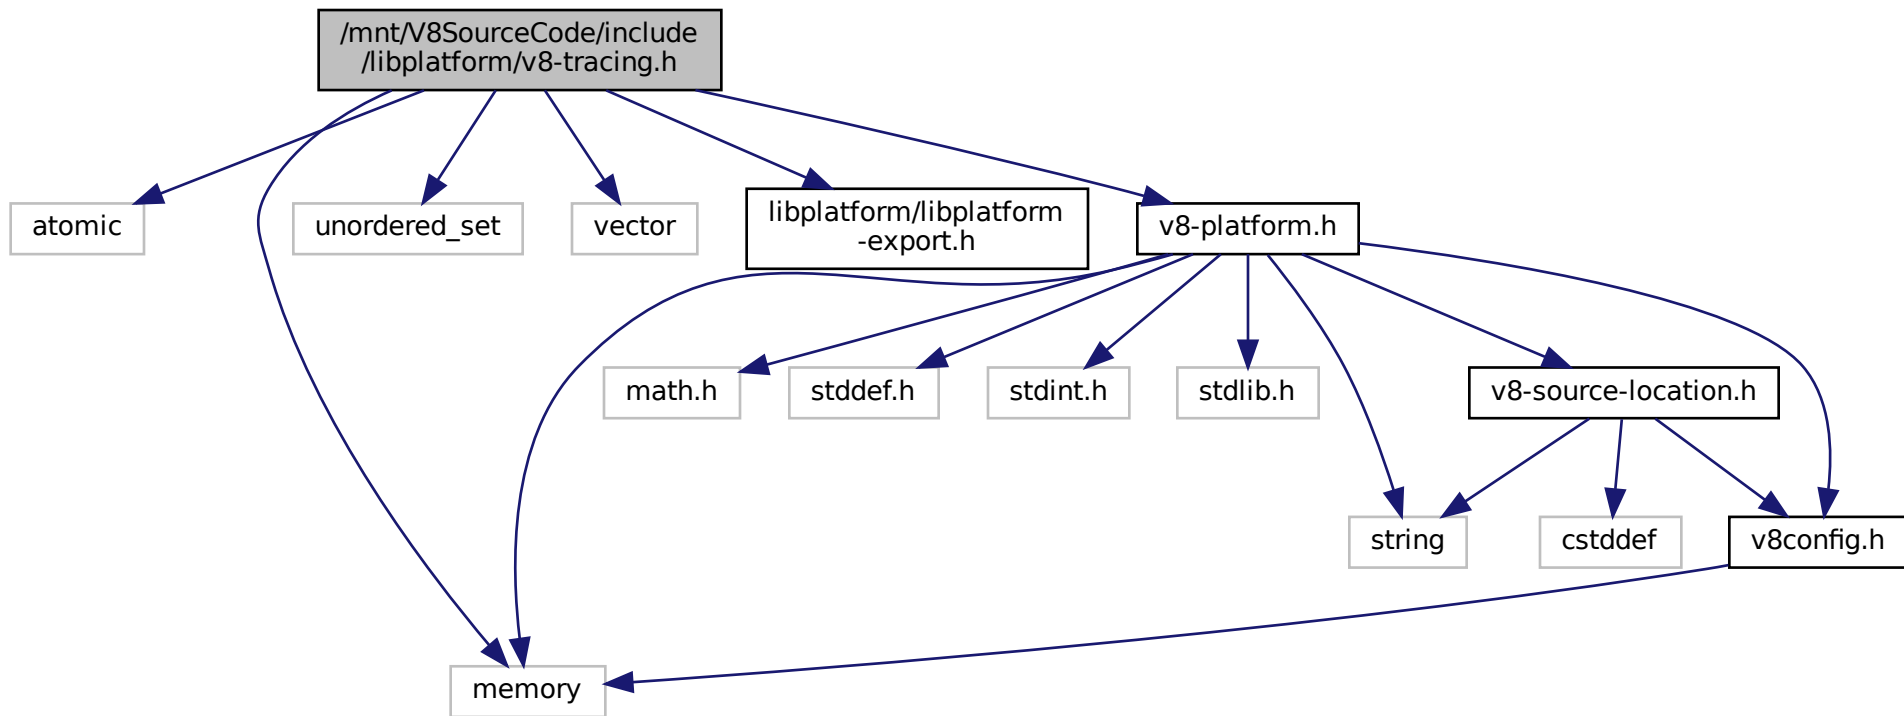 /mnt/V8SourceCode/include
/libplatform/v8-tracing.h
atomic
unordered_set
vector
libplatform/libplatform
-export.h
v8-platform.h
math.h
stddef.h
stdint.h
stdlib.h
v8-source-location.h
string
cstddef
v8config.h
memory